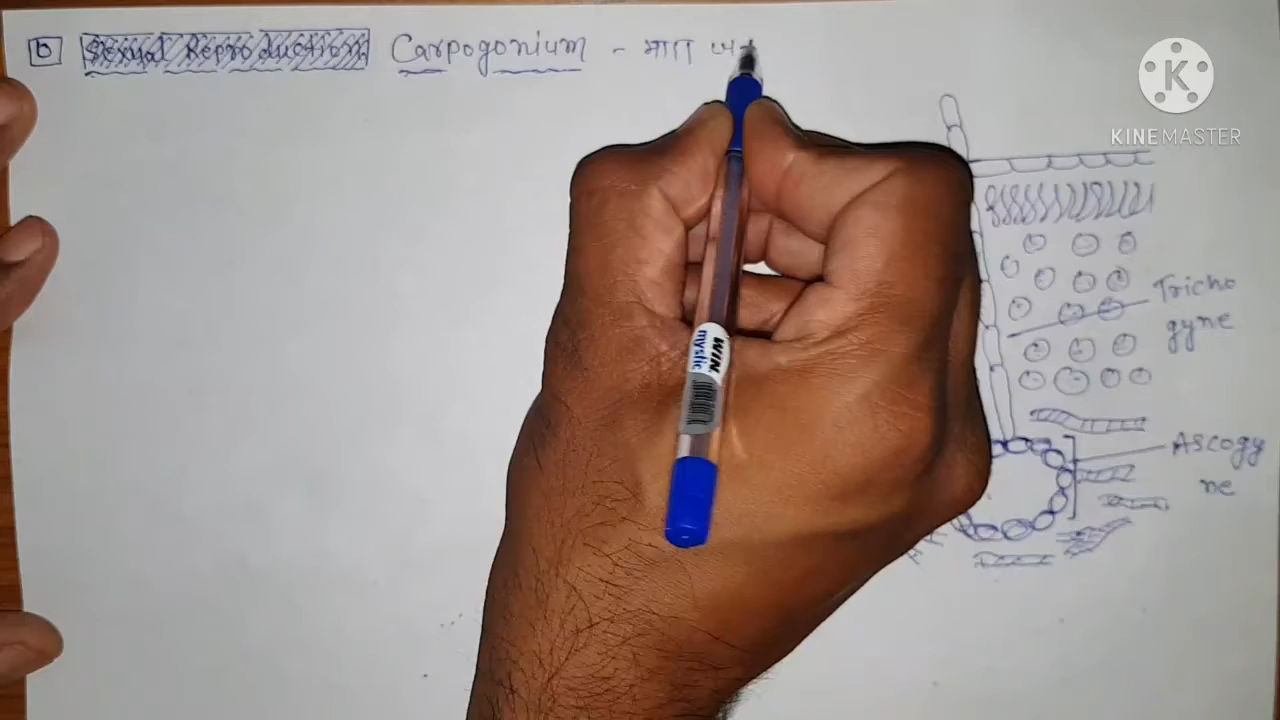 b Sexual Reproduction Carpogonium - मादा
K
KINEMASTER
Tricho
gyne
Ascogy
ne
WIN
mystic